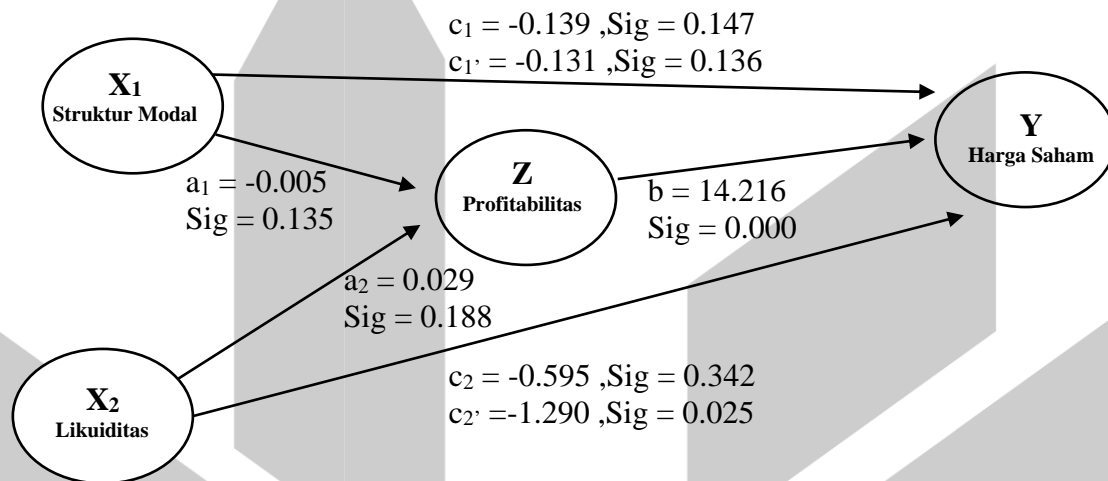 c1 = -0.139 ,Sig = 0.147
c1’ = -0.131 ,Sig = 0.136
X1
Struktur Modal
Y
Harga Saham
Z
Profitabilitas
a1 = -0.005
Sig = 0.135
b = 14.216
Sig = 0.000
a2 = 0.029
Sig = 0.188
X2
Likuiditas
c2 = -0.595 ,Sig = 0.342
c2’ =-1.290 ,Sig = 0.025